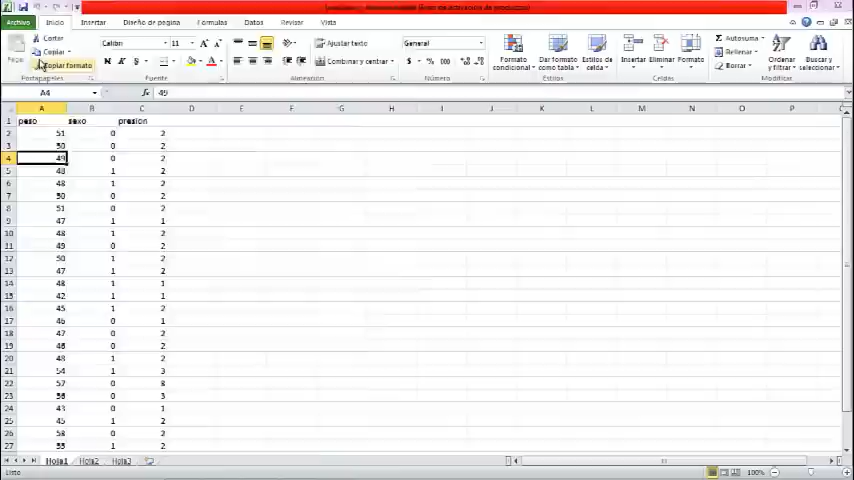 Archivo Inicio Insertar Diseño de página Fórmulas Datos Revisar Vista
Cortar
Copiar
Copiar formato
Portapapeles
Calibri 11
N K S
Fuente
Ajustar texto
Combinar y centrar
Alineación
General
$ % 000
Número
Formato condicional
Dar formato como tabla
Estilos de celda
Insertar Eliminar Formato
Celdas
Autosuma
Rellenar
Borrar
Ordenar y filtrar
Buscar y seleccionar
Modificar
A4 fx 49
A B C D E F G H I J K L M N O P
1 peso sexo presion
2 51 0 2
3 50 0 2
4 49 0 2
5 48 1 2
6 48 1 2
7 50 0 2
8 51 0 2
9 47 1 1
10 48 1 2
11 49 0 2
12 50 1 2
13 47 1 2
14 48 1 1
15 42 1 1
16 45 1 2
17 46 0 1
18 47 0 2
19 46 0 2
20 48 1 2
21 54 1 3
22 57 0 8
23 0 3
24 43 0 1
25 45 1 2
26 58 0 2
27 1 2
Hoja1 Hoja2 Hoja3
Listo 100%